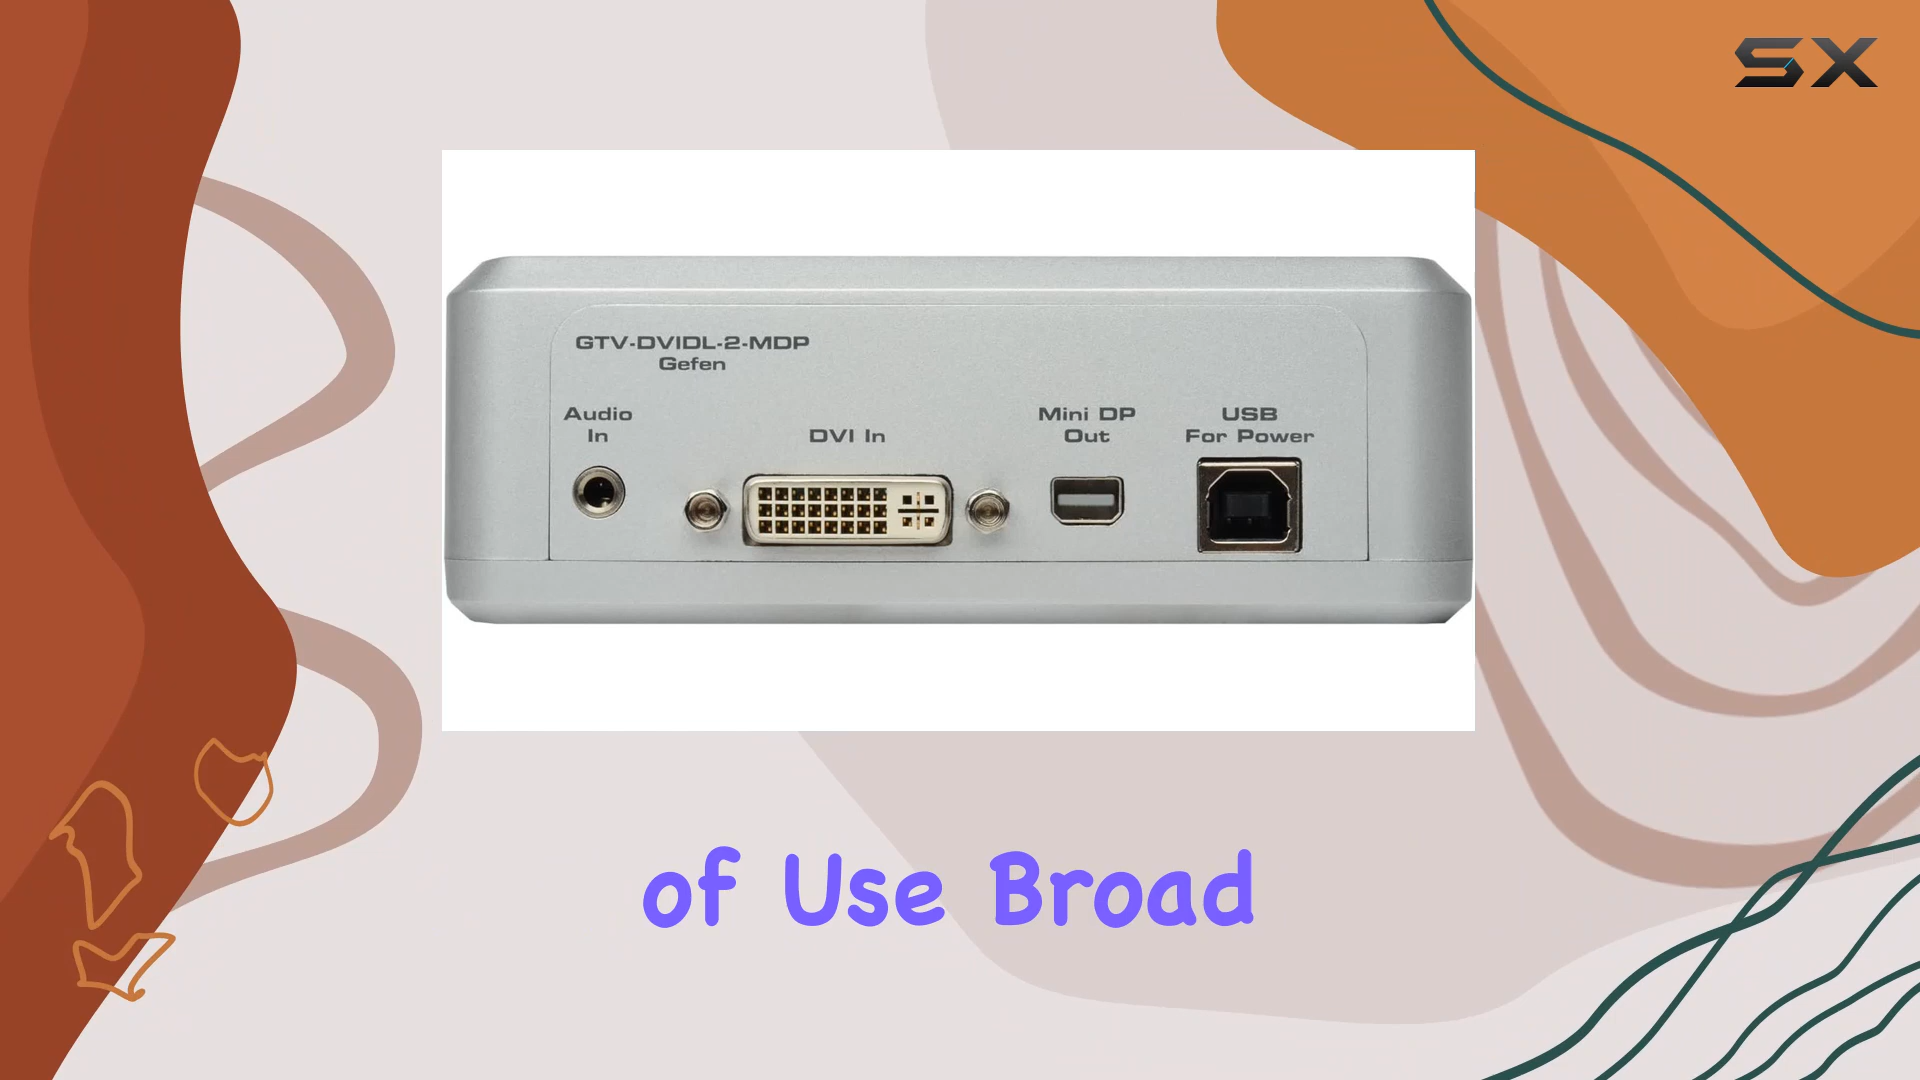 SX
GTV-DVIDL-2-MDP
Gefen
Audio
In
DVI In
Mini DP
Out
USB
For Power
of Use Broad